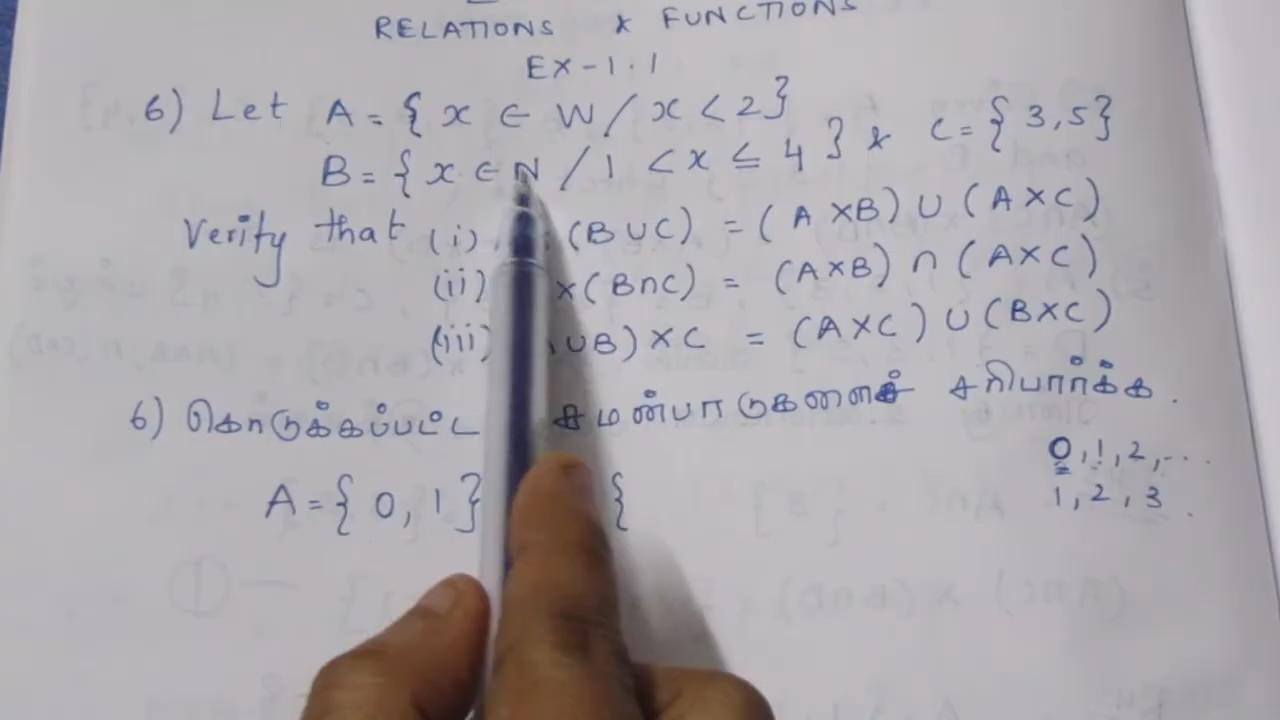 RELATIONS & FUNCTIONS
EX-1.1
6) Let A = { x ∈ W / x < 2 }
B = { x ∈ N / 1 < x ≤ 4 } & C = { 3, 5 }
Verify that (i) (B ∪ C) = (A × B) ∪ (A × C)
(ii) × (B ∩ C) = (A × B) ∩ (A × C)
(iii) ∪ B) × C = (A × C) ∪ (B × C)
6) கொடுக்கப்பட்ட சமன்பாடுகளைச் சரிபார்க்க .
0, 1, 2, ...
1, 2, 3 .
A = { 0, 1 } {